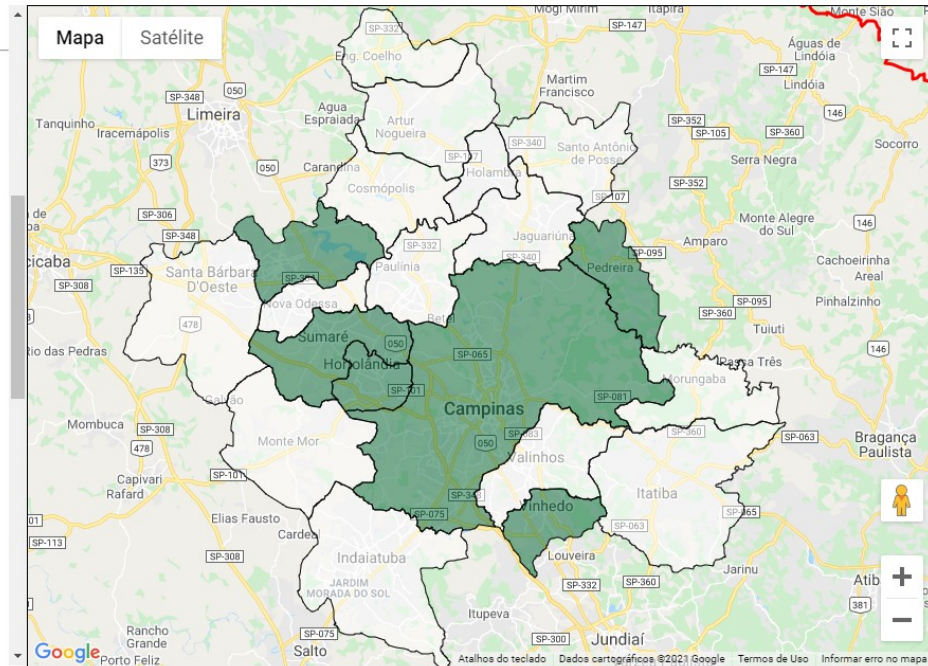 Mapa
Satélite
Mogi Mirim
Itapira
Monte Sião
SP-332
SP-147
Eng. Coelho
Águas de
Lindóia
SP-147
Lindóia
Martim
Francisco
SP-348
050
Limeira
Agua
Espraiada
Artur
Nogueira
Tanquinho
Iracemápolis
SP-352
SP-105
SP-360
146
Socorro
SP-340
Santo Antônio
de Posse
Serra Negra
373
050
Carandina
SP-107
Holambra
SP-352
Cosmópolis
SP-107
SP-306
SP-348
Monte Alegre
do Sul
146
SP-332
Jaguariúna
Amparo
SP-340
SP-095
Cachoeirinha
Areal
SP-135
SP-308
Santa Bárbara
D'Oeste
Paulínia
Pedreira
SP-304
Nova Odessa
SP-095
Pinhalzinho
SP-360
478
Tuiuti
Sumaré
050
SP-065
146
Rio das Pedras
Hortolândia
Passa Três
Morungaba
SP-101
SP-081
Galvão
Campinas
Mombuca
SP-308
SP-360
SP-063
Monte Mor
050
SP-083
Bragança
Paulista
478
Valinhos
Capivari
Rafard
SP-101
Itatiba
SP-075
Vinhedo
SP-065
Elias Fausto
SP-063
SP-113
Cardeal
SP-308
Indaiatuba
Louveira
Jarinu
JARDIM
MORADA DO SOL
SP-332
SP-360
381
Itupeva
Rancho
Grande
SP-075
Salto
SP-300
Jundiaí
Google
Porto Feliz
Atalhos do teclado
Dados cartográficos ©2021 Google
Termos de Uso
Informar erro no mapa